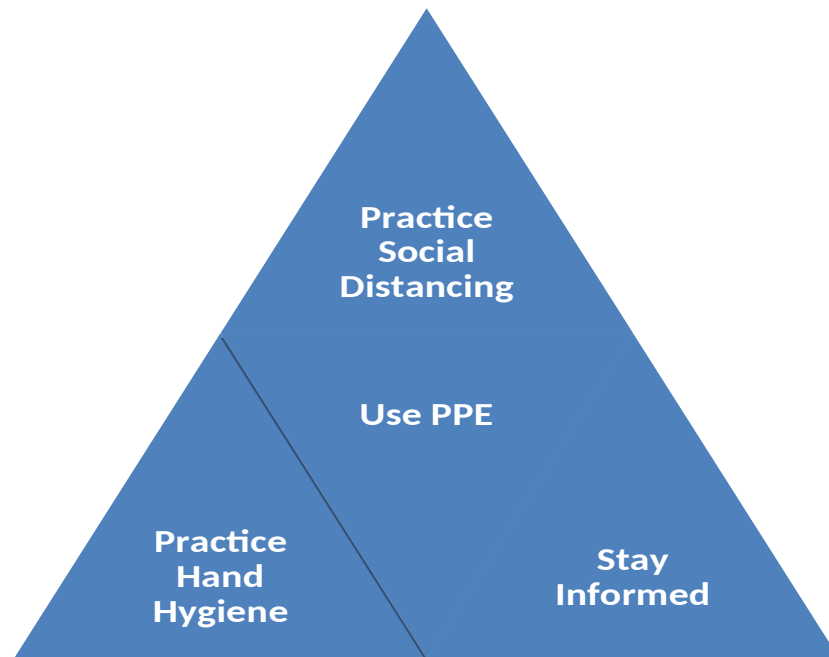 Practice
Social
Distancing
Use PPE
Practice
Hand
Hygiene
Stay
Informed